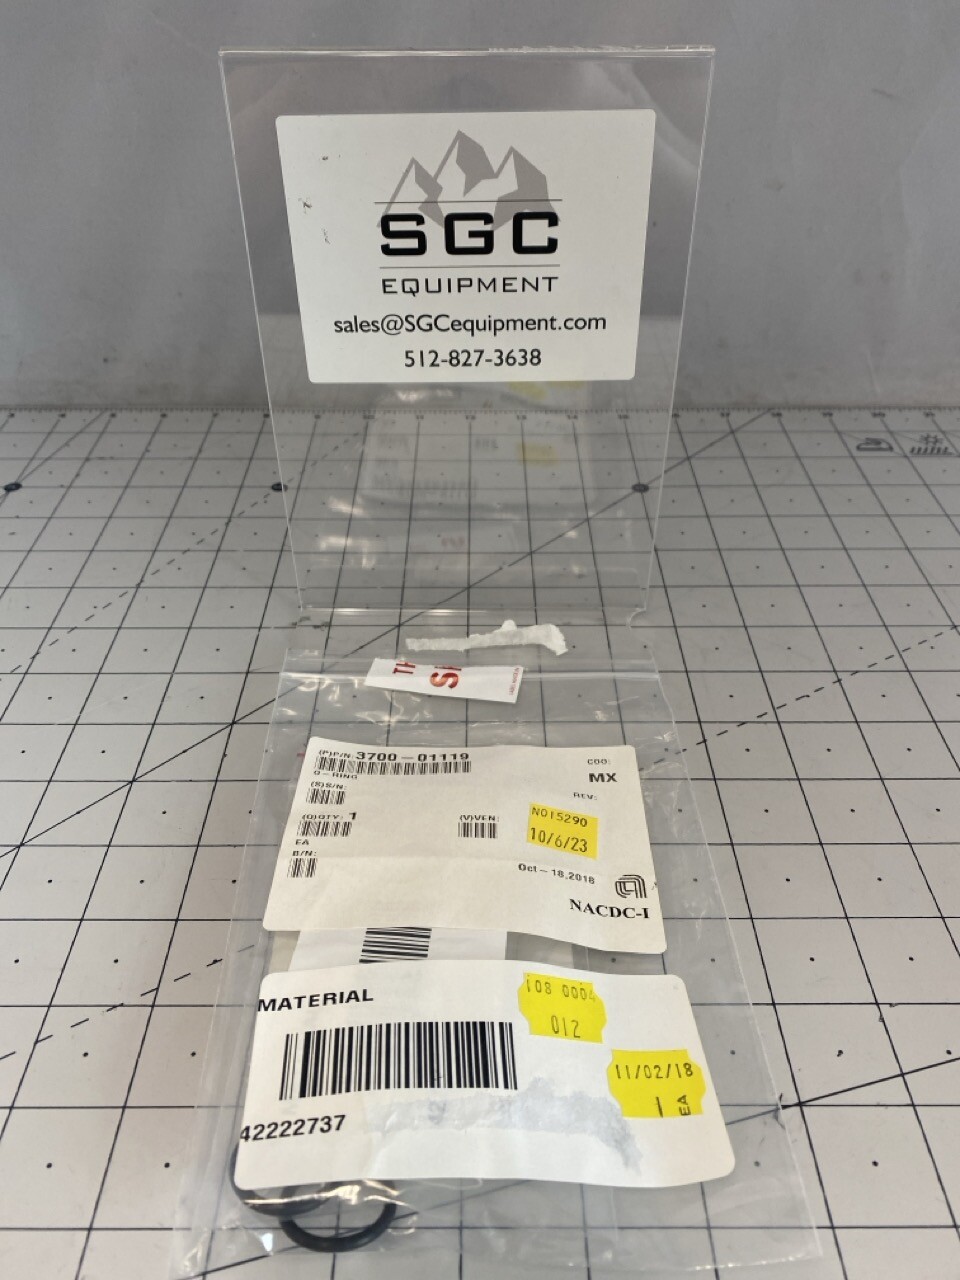 SGC
EQUIPMENT
sales@SGCequipment.com
512-827-3638
(P)P/N: 3700-01119
O-RING
COO:
MX
(S)S/N:
REV:
(Q)QTY: 1
(V)VEN:
N015290
10/6/23
EA
B/N:
Oct-18,2018
NACDC-I
MATERIAL
108 0004
012
11/02/18
1 EA
42222737